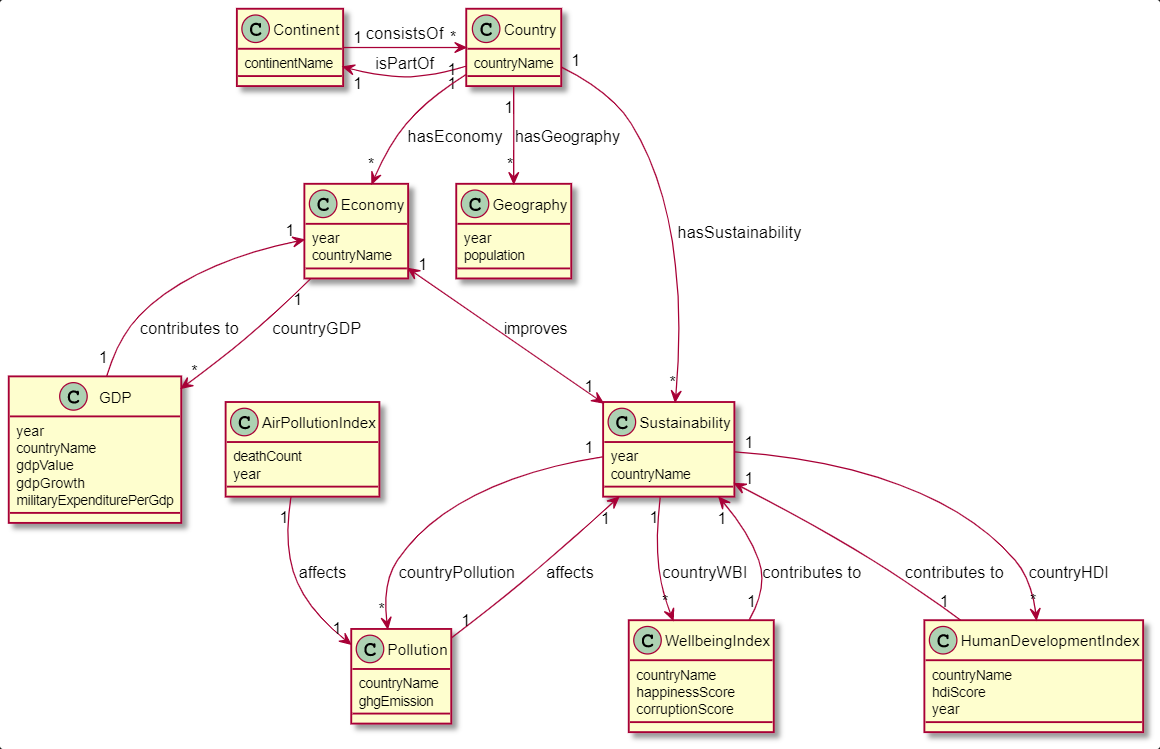 C Continent
continentName
1 consistsOf *
isPartOf
1
1
C Country
countryName
1
hasEconomy
*
1
hasGeography
*
1
hasSustainability
*
C Economy
year
countryName
C Geography
year
population
1
contributes to
1
1
countryGDP
*
1
improves
1
C GDP
year
countryName
gdpValue
gdpGrowth
militaryExpenditurePerGdp
C AirPollutionIndex
deathCount
year
C Sustainability
year
countryName
1
affects
1
1
countryPollution
*
1
affects
1
1
countryWBI
*
1
contributes to
1
1
contributes to
1
1
countryHDI
*
C Pollution
countryName
ghgEmission
C WellbeingIndex
countryName
happinessScore
corruptionScore
C HumanDevelopmentIndex
countryName
hdiScore
year